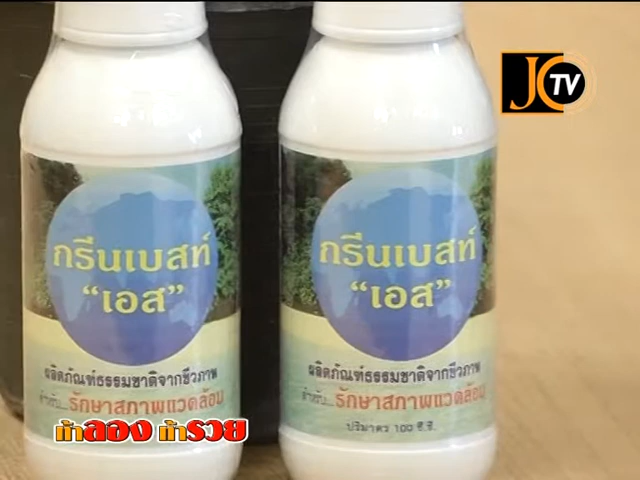 JC TV
กรีนเบสท์
"เอส"
ผลิตภัณฑ์ธรรมชาติจากชีวภาพ
สำหรับ...รักษาสภาพแวดล้อม
กรีนเบสท์
"เอส"
ผลิตภัณฑ์ธรรมชาติจากชีวภาพ
สำหรับ...รักษาสภาพแวดล้อม
ปริมาตร 100 ซี.ซี.
ท้าลอง ท้ารวย